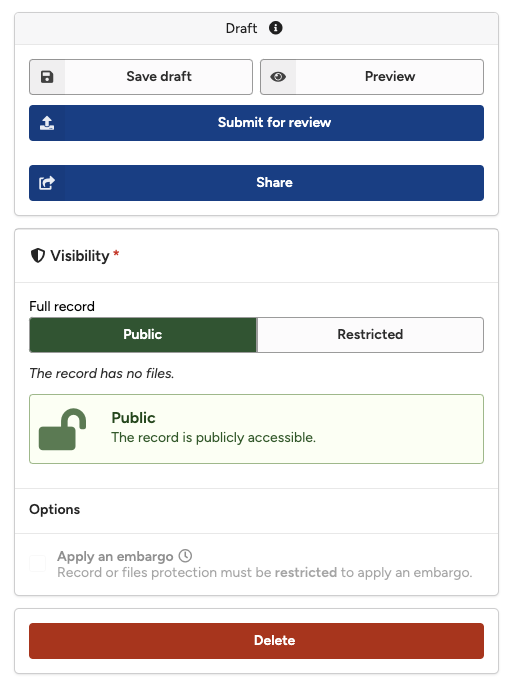 Draft
Save draft
Preview
Submit for review
Share
Visibility *
Full record
Public
Restricted
The record has no files.
Public
The record is publicly accessible.
Options
Apply an embargo
Record or files protection must be restricted to apply an embargo.
Delete